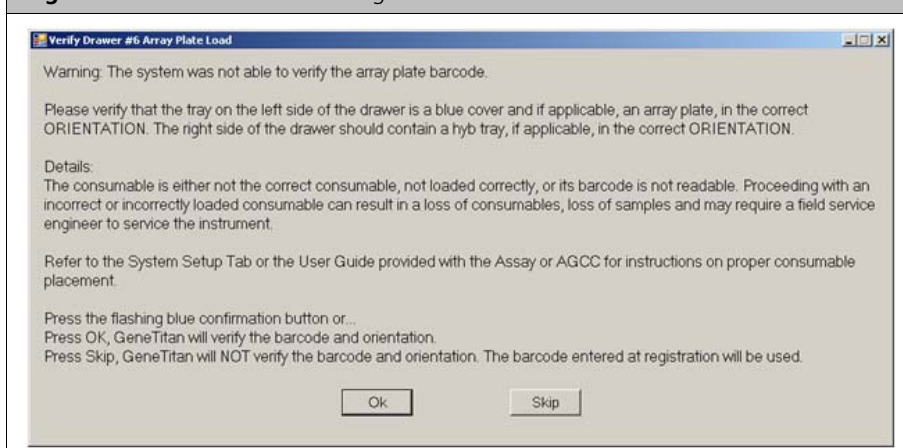 Verify Drawer #6 Array Plate Load
Warning: The system was not able to verify the array plate barcode.
Please verify that the tray on the left side of the drawer is a blue cover and if applicable, an array plate, in the correct
ORIENTATION. The right side of the drawer should contain a hyb tray, if applicable, in the correct ORIENTATION.
Details:
The consumable is either not the correct consumable, not loaded correctly, or its barcode is not readable. Proceeding with an
incorrect or incorrectly loaded consumable can result in a loss of consumables, loss of samples and may require a field service
engineer to service the instrument.
Refer to the System Setup Tab or the User Guide provided with the Assay or AGCC for instructions on proper consumable
placement.
Press the flashing blue confirmation button or...
Press OK, GeneTitan will verify the barcode and orientation.
Press Skip, GeneTitan will NOT verify the barcode and orientation. The barcode entered at registration will be used.
Ok Skip